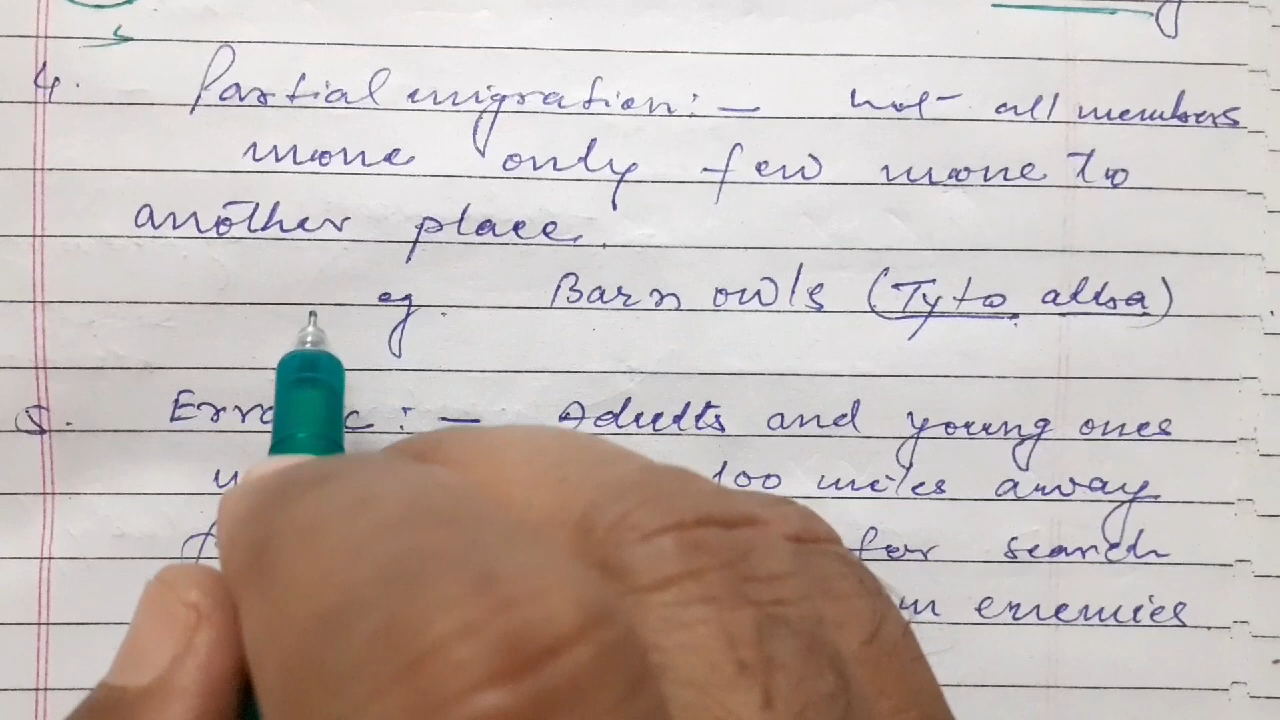 4. Partial migration: - not all members
move only few move to
another place.
eg. Barn owls (Tyto alba)
5. : - Adults and young ones
100 miles away
for search
enemies